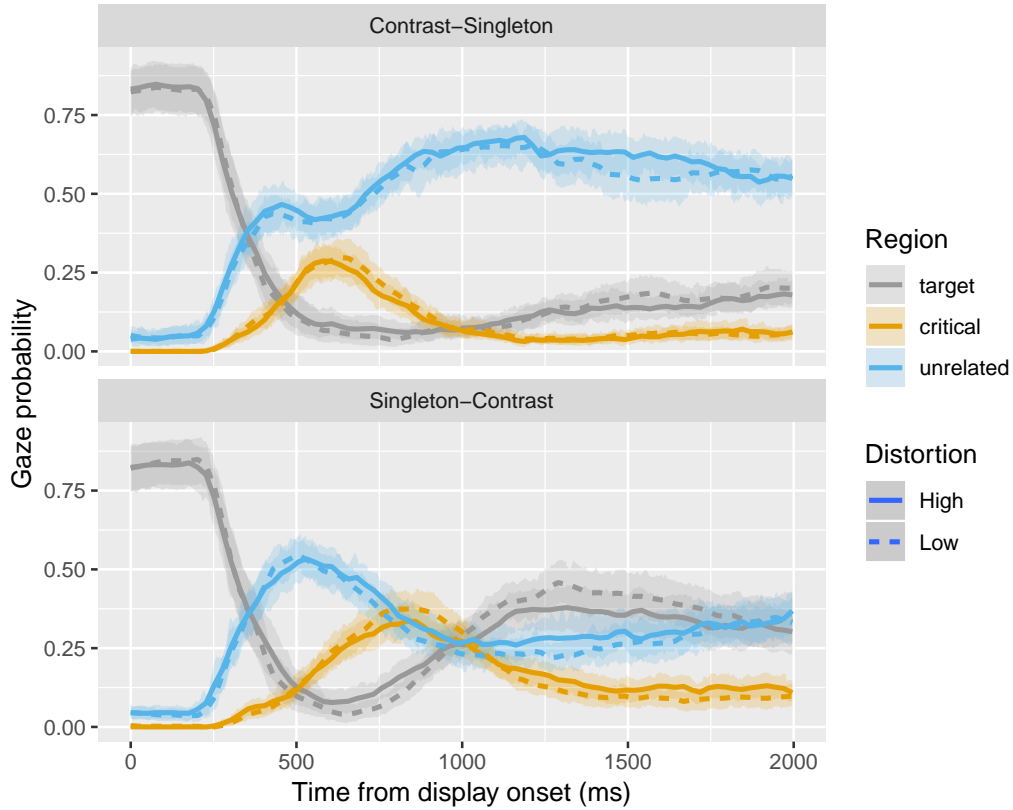 Contrast−Singleton
0.75
0.50
0.25
0.00
Singleton−Contrast
0.75
0.50
0.25
0.00
0 500 1000 1500 2000
Time from display onset (ms)
Gaze probability
Region
target
critical
unrelated
Distortion
High
Low